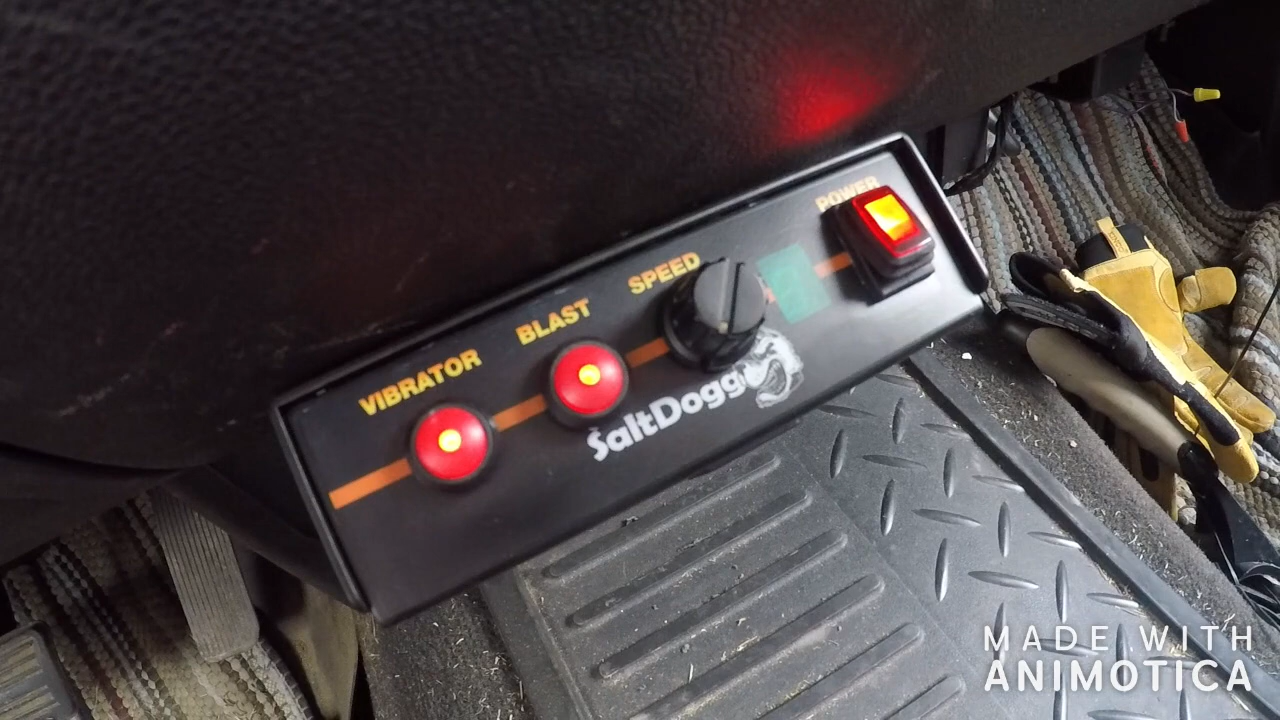 VIBRATOR
BLAST
SPEED
POWER
SaltDogg
MADE WITH
ANIMOTICA